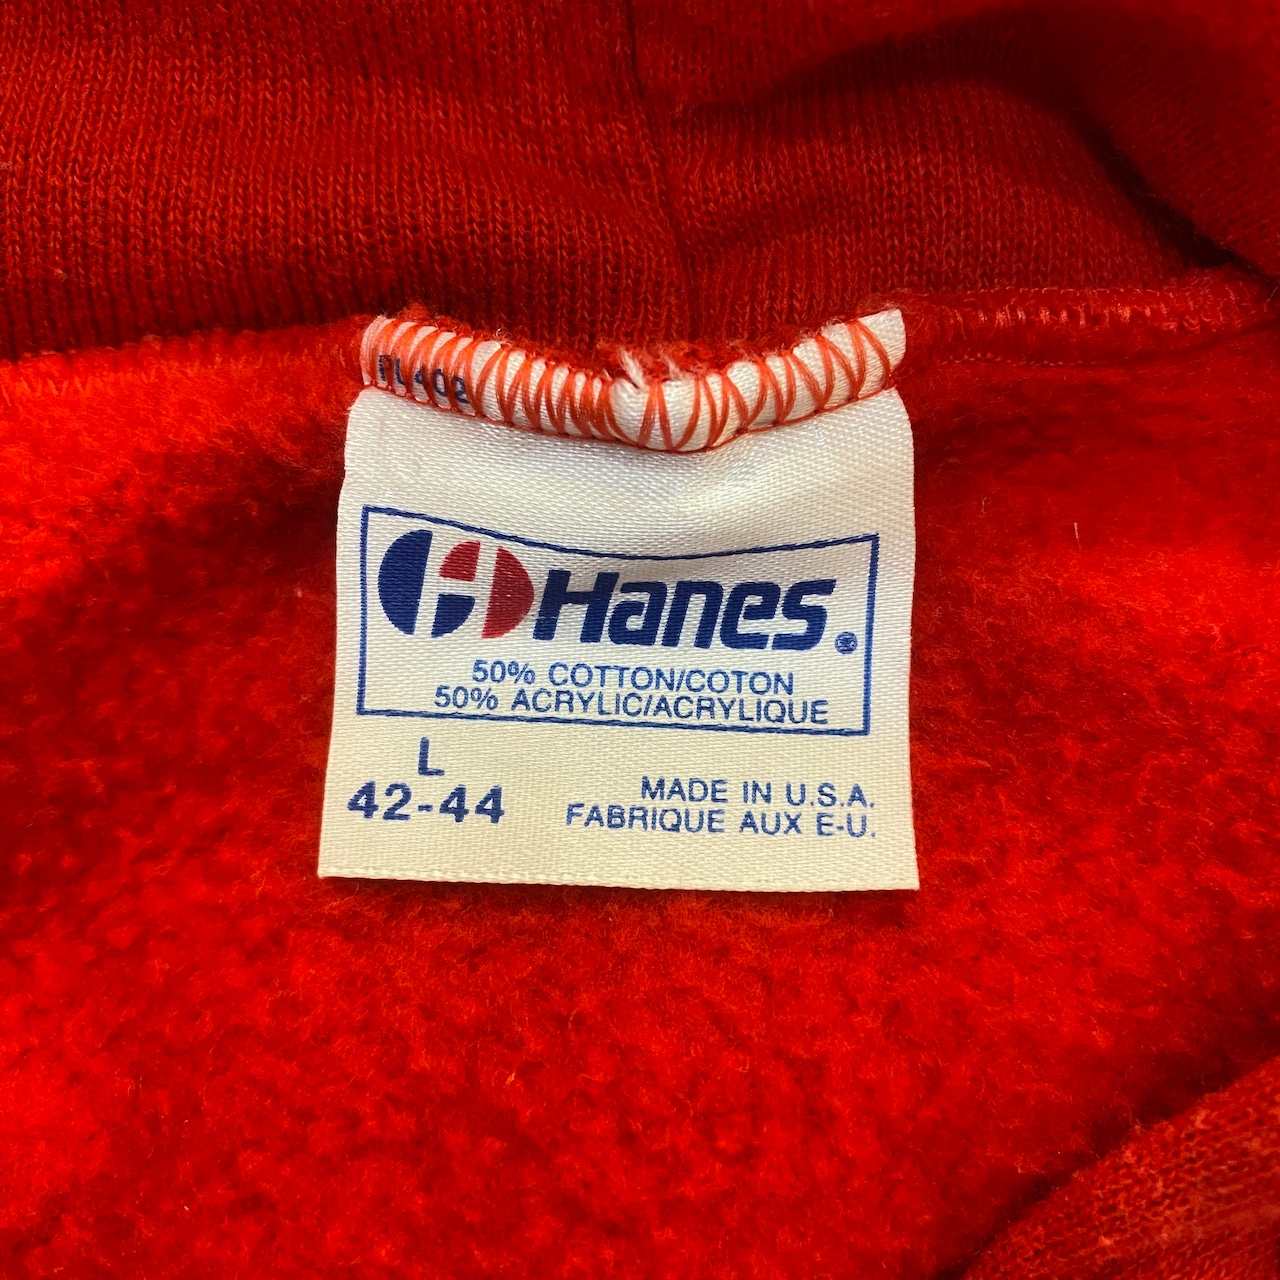 Hanes®
50% COTTON/COTON
50% ACRYLIC/ACRYLIQUE
L
42-44
MADE IN U.S.A.
FABRIQUE AUX E-U.